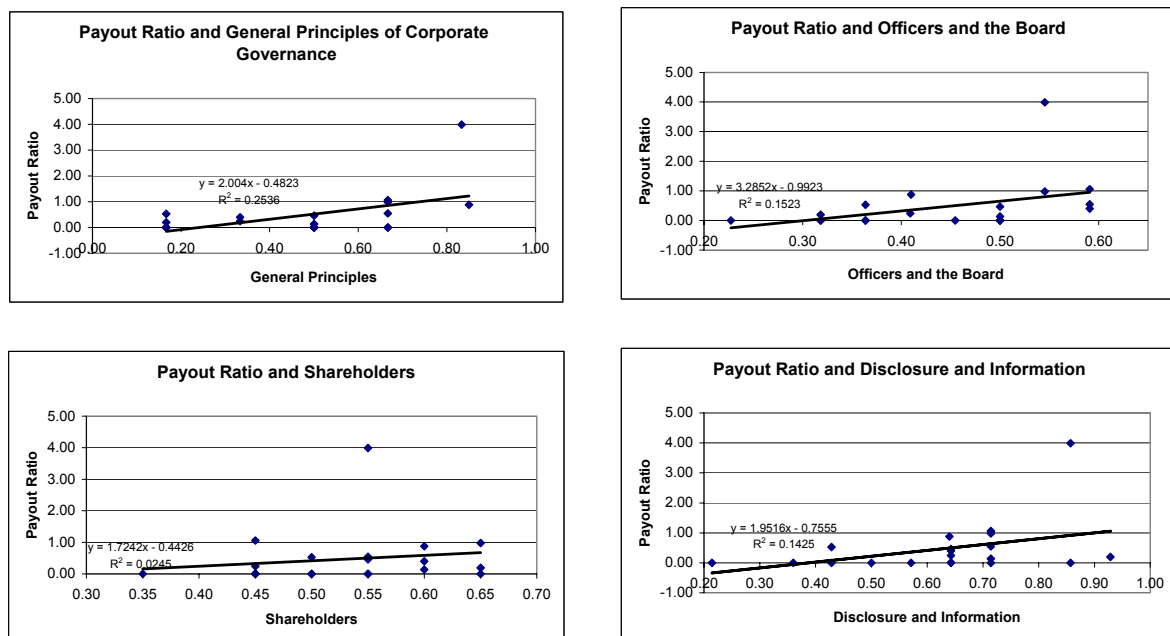 Payout Ratio and General Principles of Corporate
Governance
5.00
4.00
3.00
2.00
1.00
0.00
-1.00
Payout Ratio
y = 2.004x - 0.4823
R² = 0.2536
0.00 0.20 0.40 0.60 0.80 1.00
General Principles
Payout Ratio and Officers and the Board
5.00
4.00
3.00
2.00
1.00
0.00
-1.00
Payout Ratio
y = 3.2852x - 0.9923
R² = 0.1523
0.20 0.30 0.40 0.50 0.60
Officers and the Board
Payout Ratio and Shareholders
5.00
4.00
3.00
2.00
1.00
0.00
Payout Ratio
y = 1.7242x - 0.4426
R² = 0.0245
0.30 0.35 0.40 0.45 0.50 0.55 0.60 0.65 0.70
Shareholders
Payout Ratio and Disclosure and Information
5.00
4.00
3.00
2.00
1.00
0.00
-1.00
Payout Ratio
y = 1.9516x - 0.7555
R² = 0.1425
0.20 0.30 0.40 0.50 0.60 0.70 0.80 0.90 1.00
Disclosure and Information